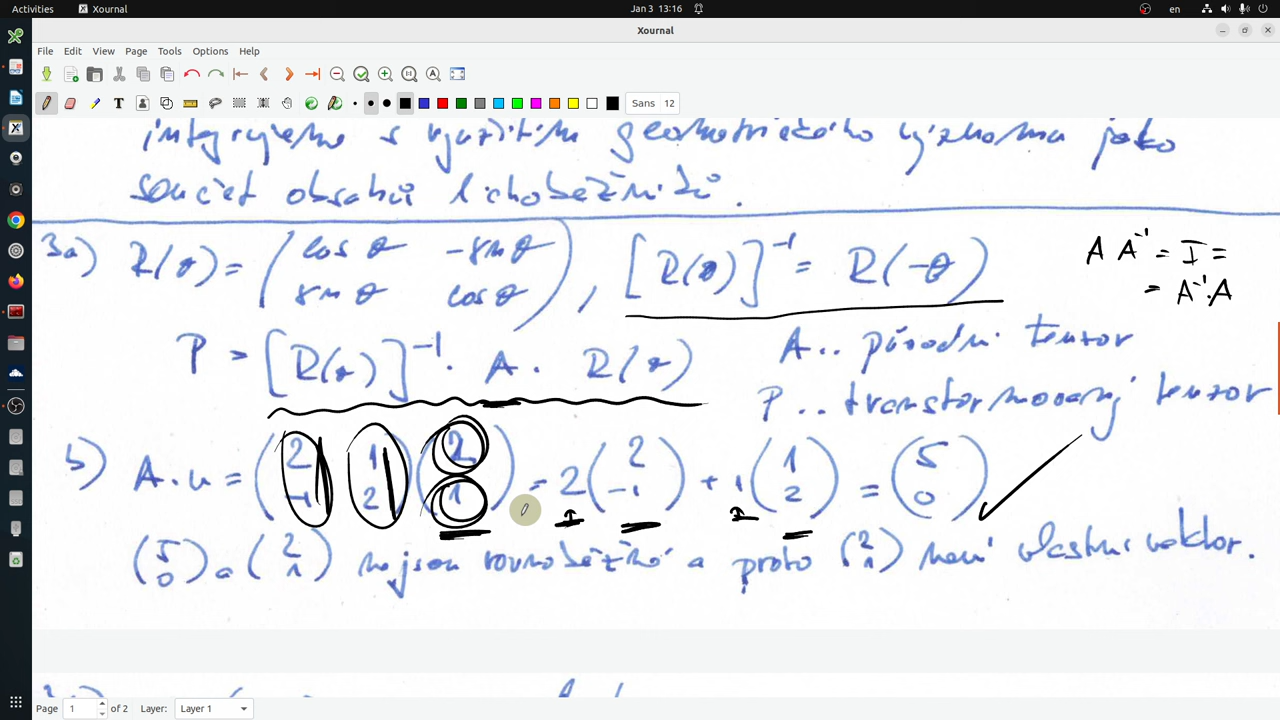 Activities Xournal Jan 3 13:16 en
Xournal
File Edit View Page Tools Options Help
Sans 12
integrujeme s využitím geometrického významu jako
součet obsahů lichoběžníků.
3a) R(θ) = (cos θ -sin θ
sin θ cos θ), [R(θ)]⁻¹ = R(-θ)
A A⁻¹ = I =
= A⁻¹.A
P = [R(θ)]⁻¹ . A . R(θ) A.. původní tenzor
P .. transformovaný tenzor
b) A.u = (2 1
-1 2)(2
1) = 2(2
-1) + 1(1
2) = (5
0)
(5
0) a (2
1) nejsou rovnoběžné a proto (2
1) není vlastní vektor.
Page 1 of 2 Layer: Layer 1